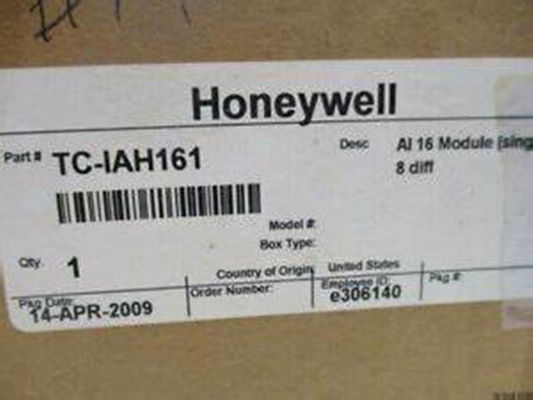 Honeywell
Part # TC-IAH161
Desc AI 16 Module (sing
8 diff
Model #:
Box Type:
Qty. 1
Country of Origin: United States
Pkg Date:
14-APR-2009
Order Number:
Employee ID:
e306140
Pkg #: